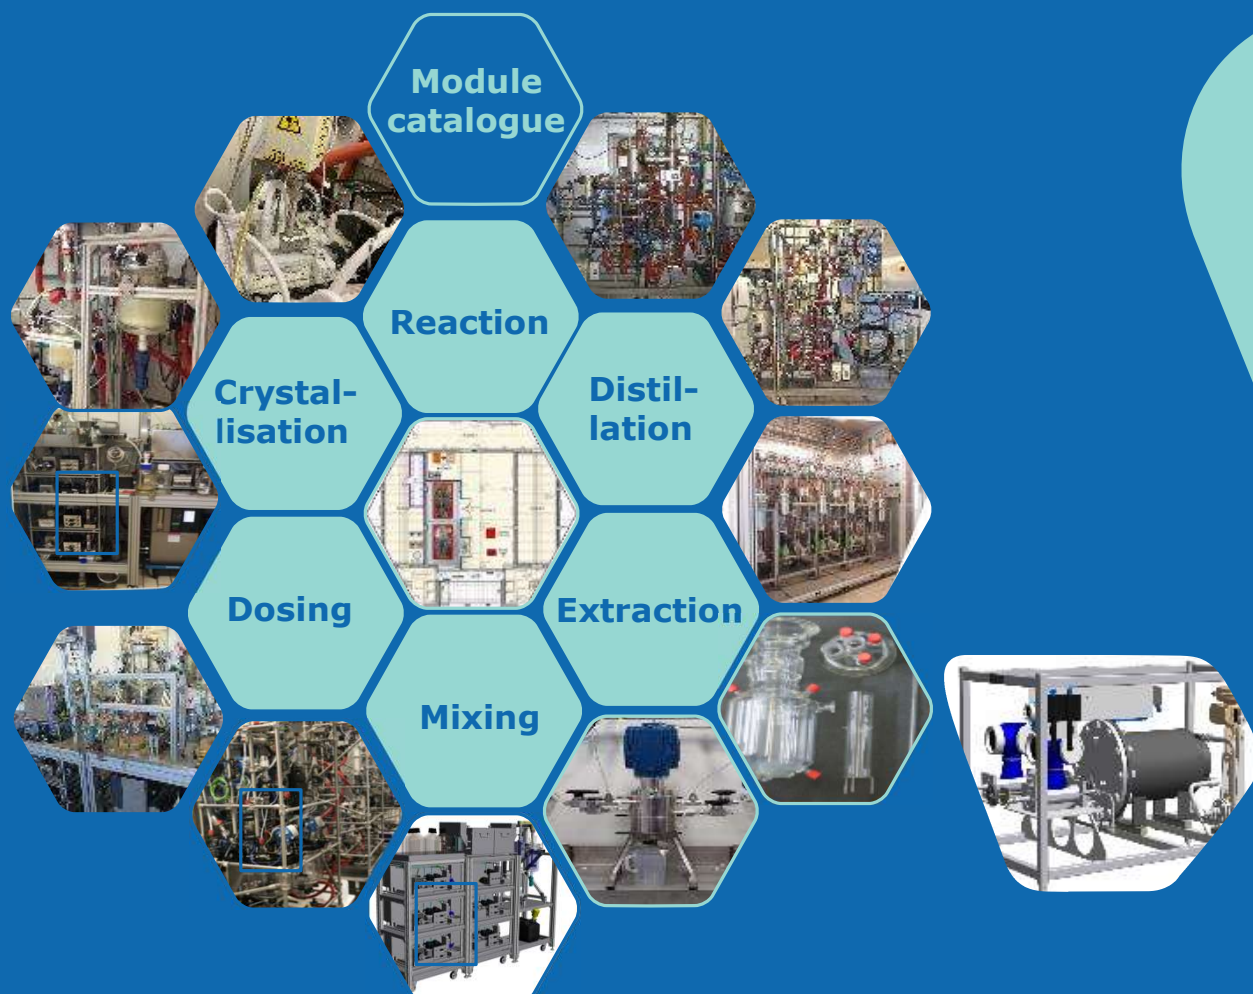 Module
catalogue
Reaction
Crystal-
lisation
Distil-
lation
Dosing
Extraction
Mixing